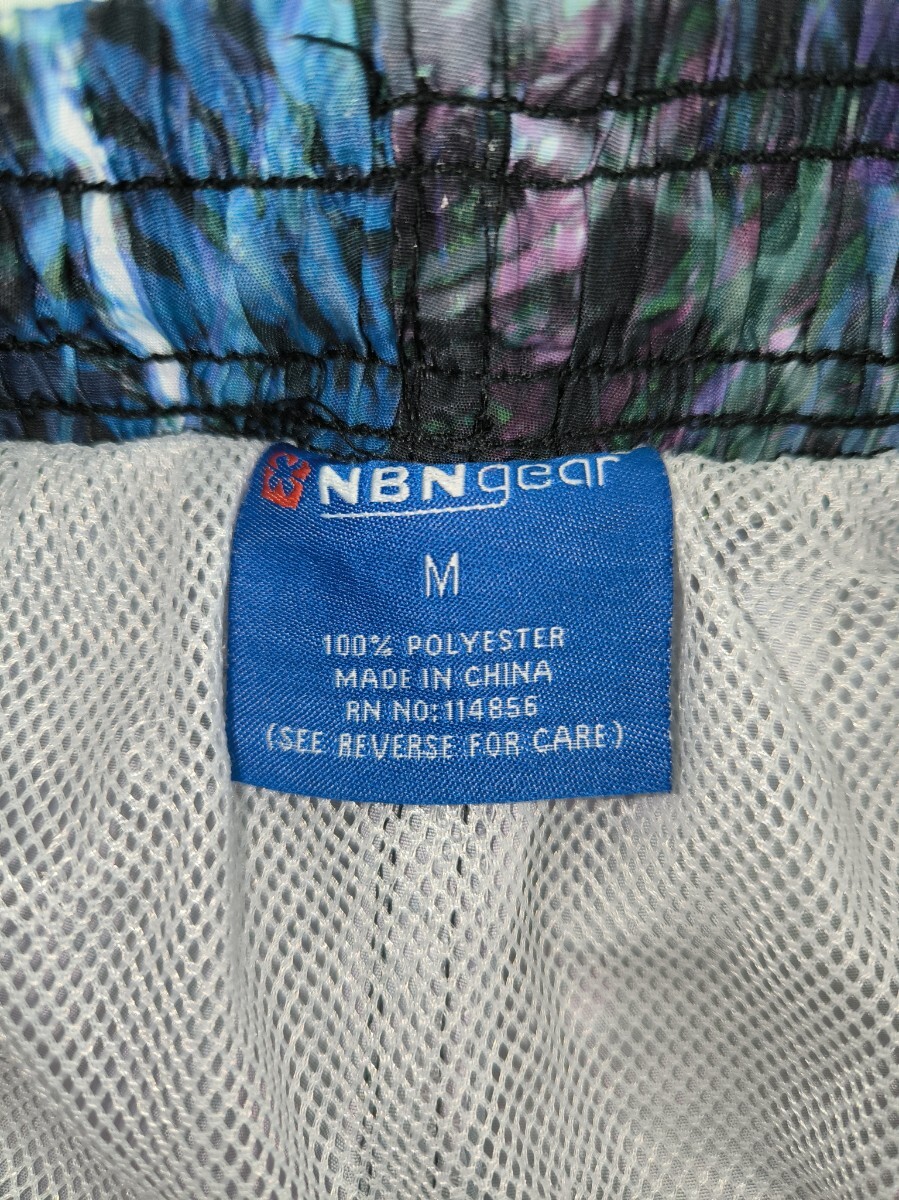 NBNgear
M
100% POLYESTER
MADE IN CHINA
RN NO:114856
(SEE REVERSE FOR CARE)